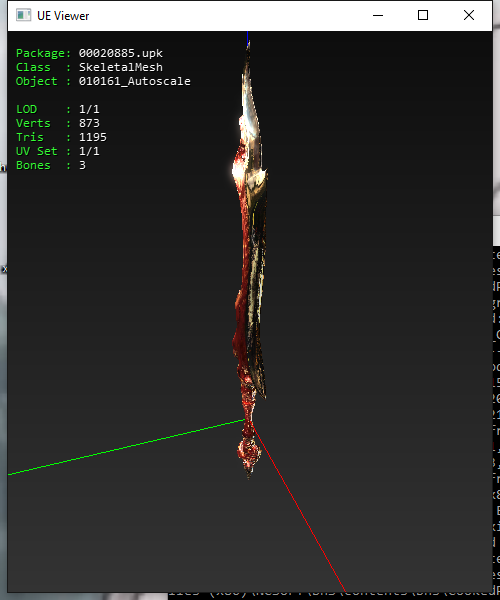 UE Viewer
Package: 00020885.upk
Class  : SkeletalMesh
Object : 010161_Autoscale
LOD    : 1/1
Verts  : 873
Tris   : 1195
UV Set : 1/1
Bones  : 3